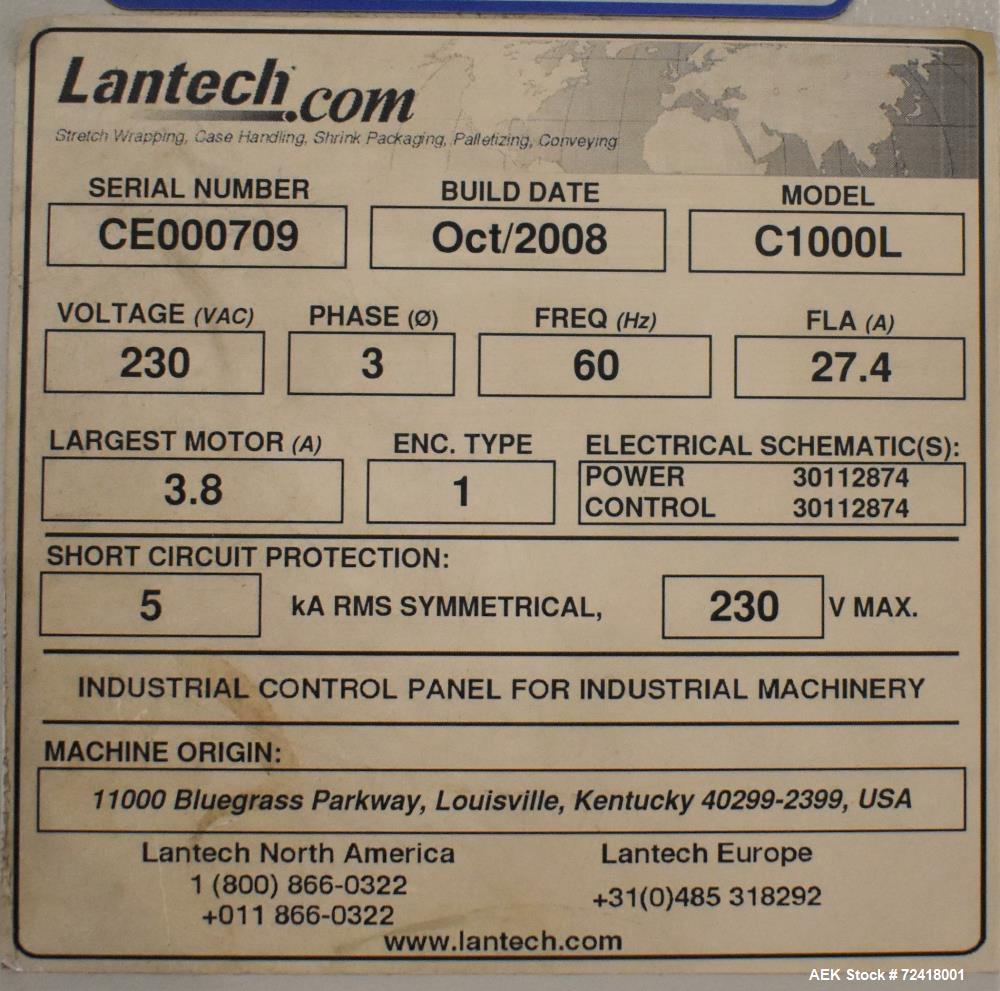 Lantech.com
Stretch Wrapping, Case Handling, Shrink Packaging, Palletizing, Conveying
SERIAL NUMBER BUILD DATE MODEL
CE000709 Oct/2008 C1000L
VOLTAGE (VAC) PHASE (Ø) FREQ (Hz) FLA (A)
230 3 60 27.4
LARGEST MOTOR (A) ENC. TYPE ELECTRICAL SCHEMATIC(S):
3.8 1 POWER 30112874
CONTROL 30112874
SHORT CIRCUIT PROTECTION:
5 kA RMS SYMMETRICAL, 230 V MAX.
INDUSTRIAL CONTROL PANEL FOR INDUSTRIAL MACHINERY
MACHINE ORIGIN:
11000 Bluegrass Parkway, Louisville, Kentucky 40299-2399, USA
Lantech North America Lantech Europe
1 (800) 866-0322 +31(0)485 318292
+011 866-0322
www.lantech.com
AEK Stock # 72418001